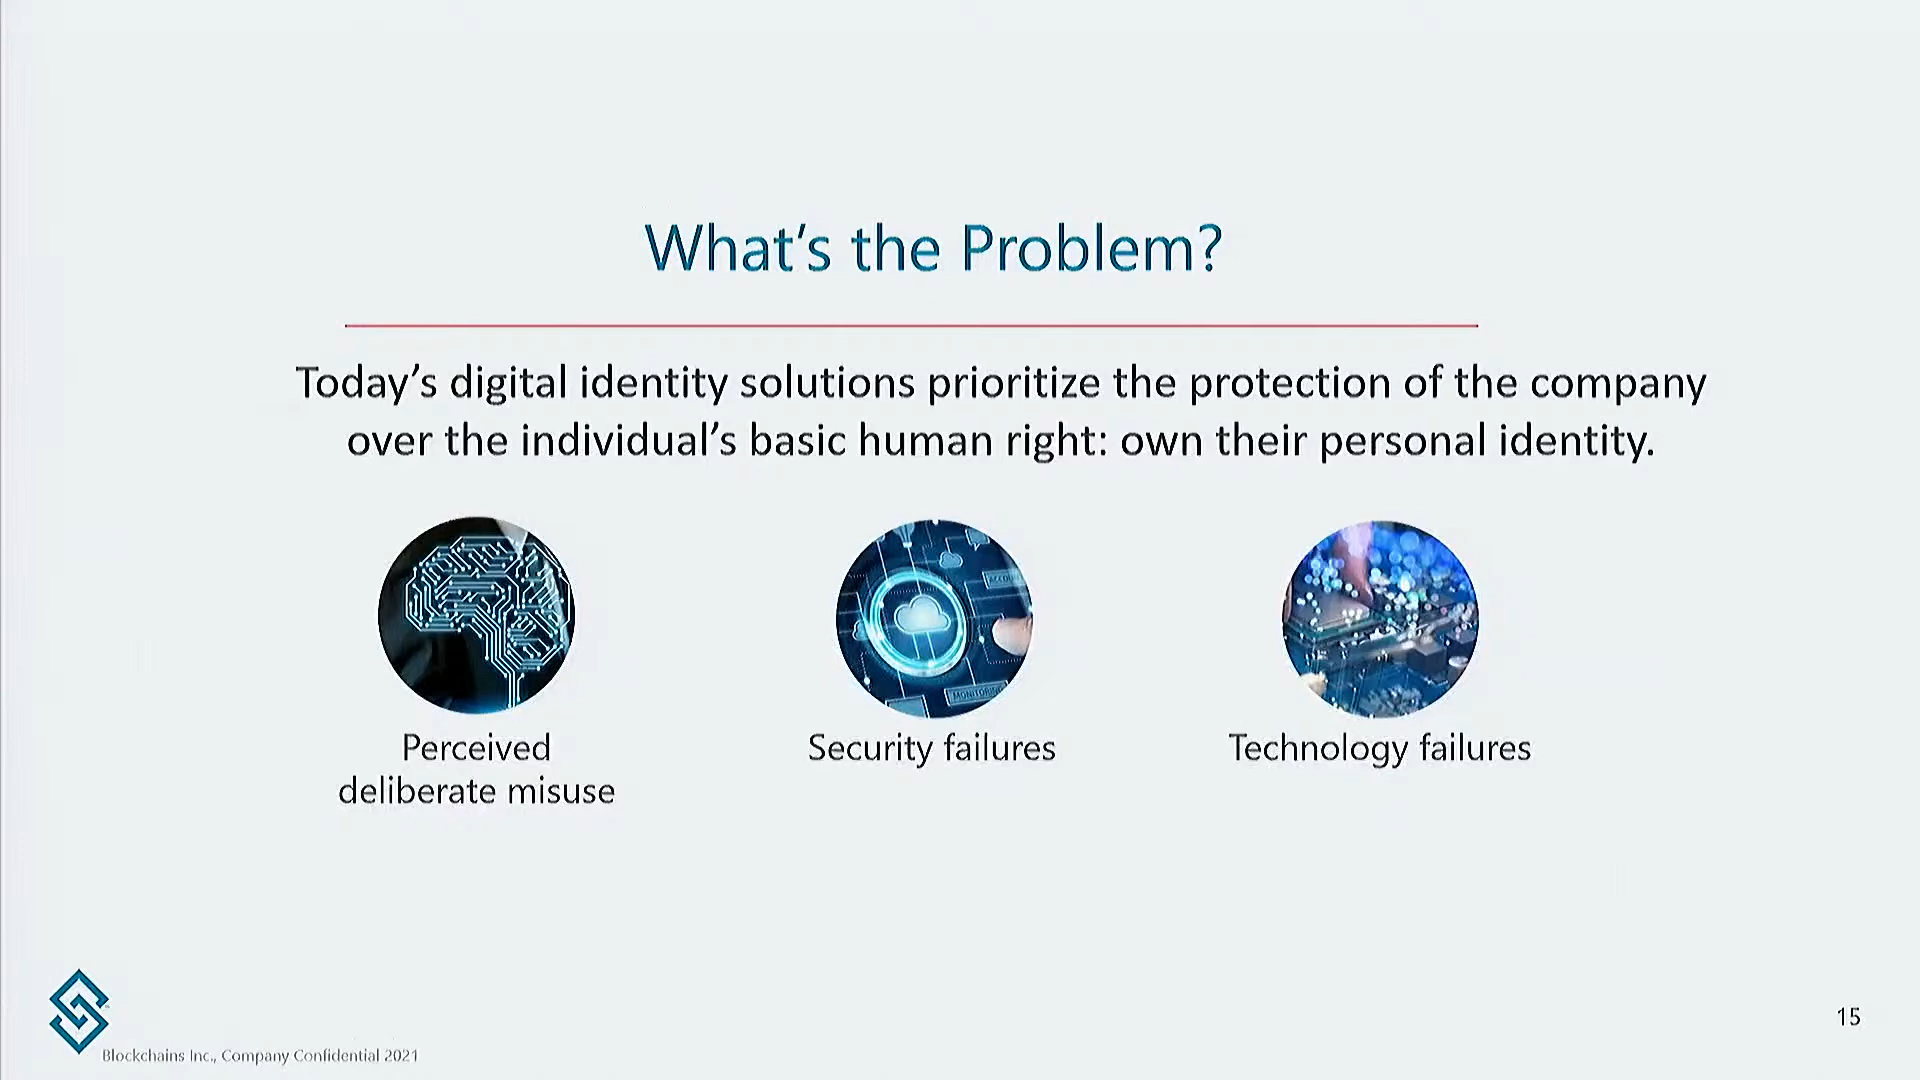 What's the Problem?
Today's digital identity solutions prioritize the protection of the company
over the individual's basic human right: own their personal identity.
MONITORING
Perceived
deliberate misuse
Security failures
Technology failures
Blockchains Inc., Company Confidential 2021
15